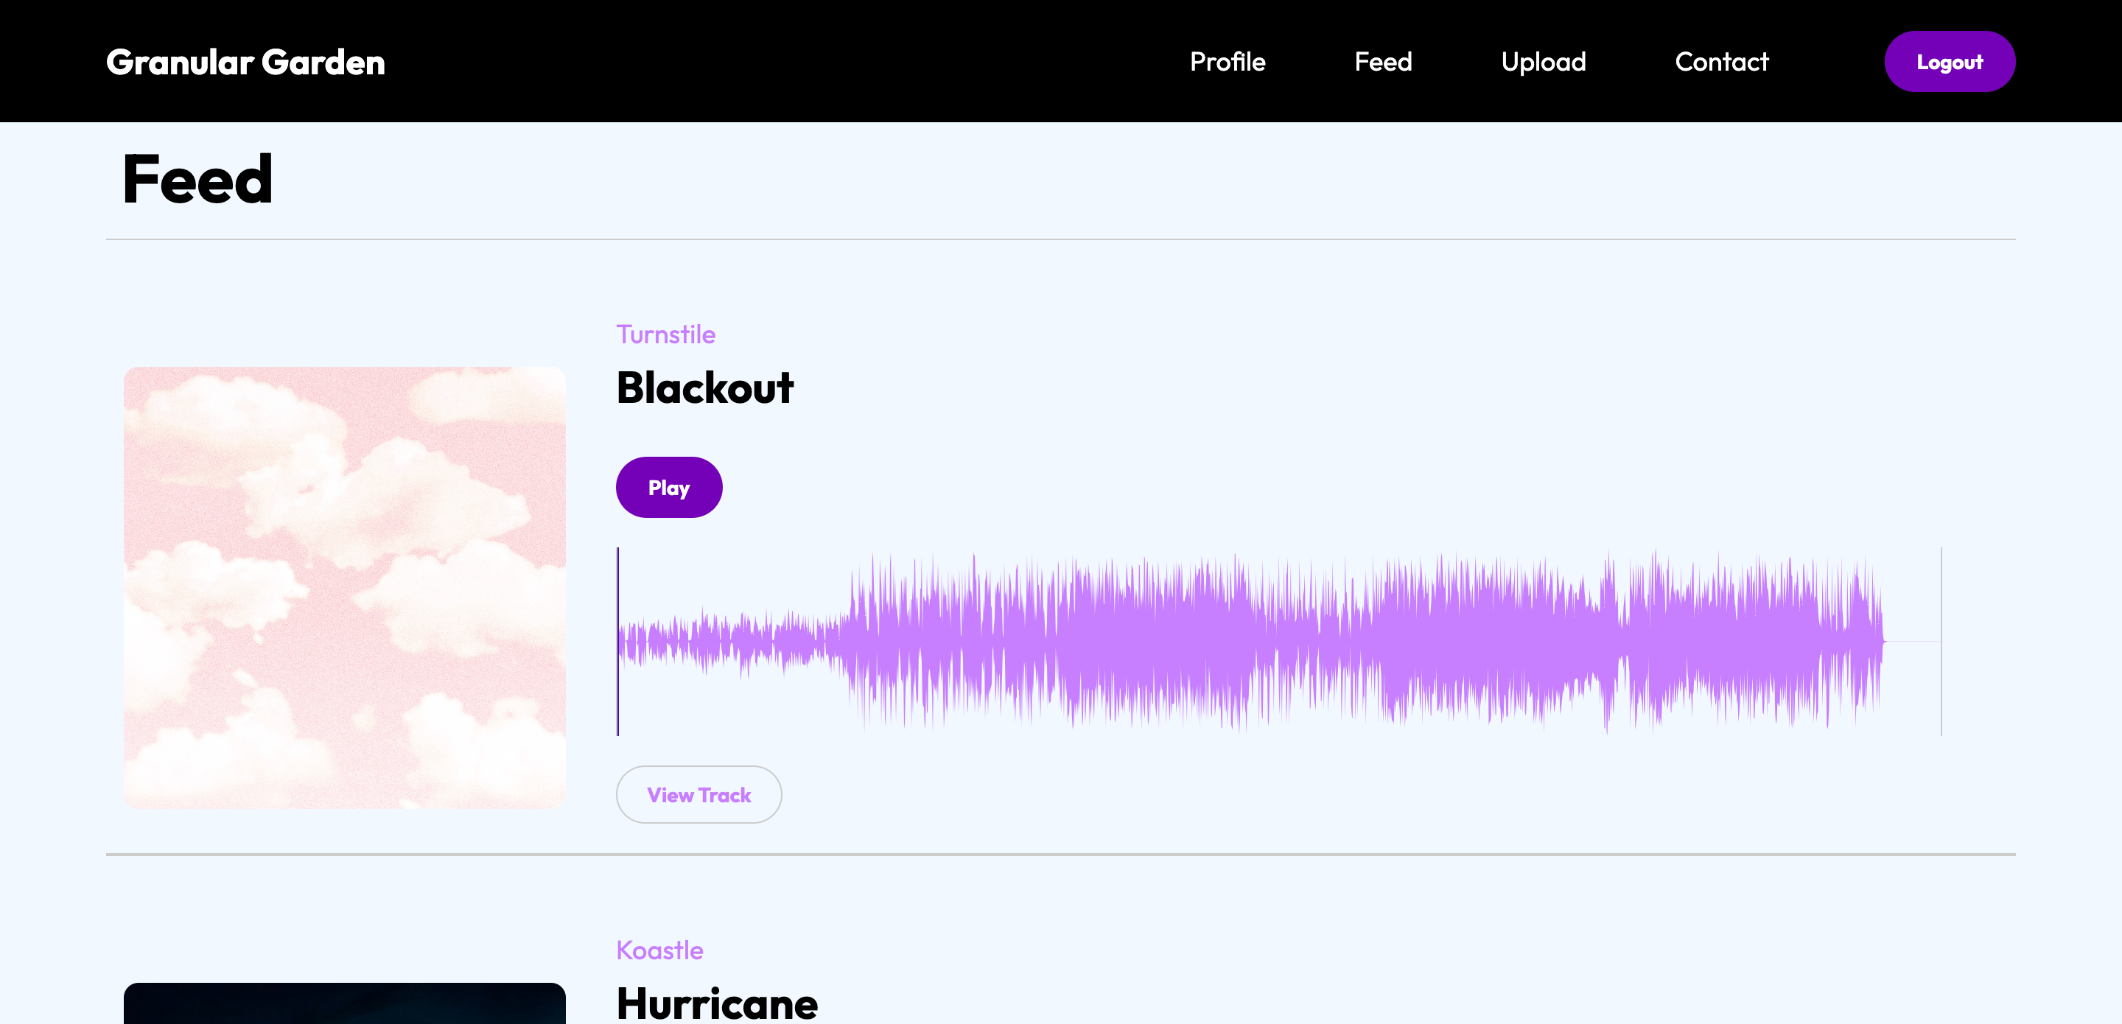 Granular Garden
Profile
Feed
Upload
Contact
Logout
Feed
Turnstile
Blackout
Play
View Track
Koastle
Hurricane